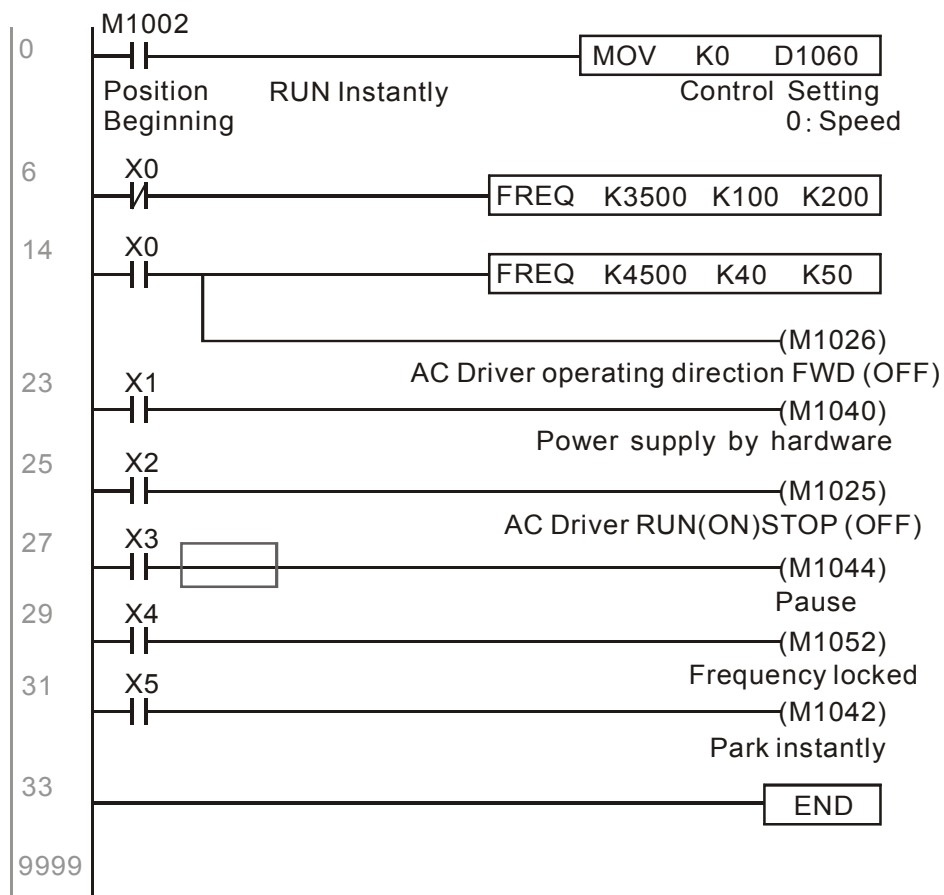 M1002
0
MOV K0 D1060
Position RUN Instantly Control Setting
Beginning 0: Speed
6 X0
FREQ K3500 K100 K200
14 X0
FREQ K4500 K40 K50
(M1026)
AC Driver operating direction FWD (OFF)
23 X1
(M1040)
Power supply by hardware
25 X2
(M1025)
AC Driver RUN(ON)STOP (OFF)
27 X3
(M1044)
Pause
29 X4
(M1052)
Frequency locked
31 X5
(M1042)
Park instantly
33
END
9999